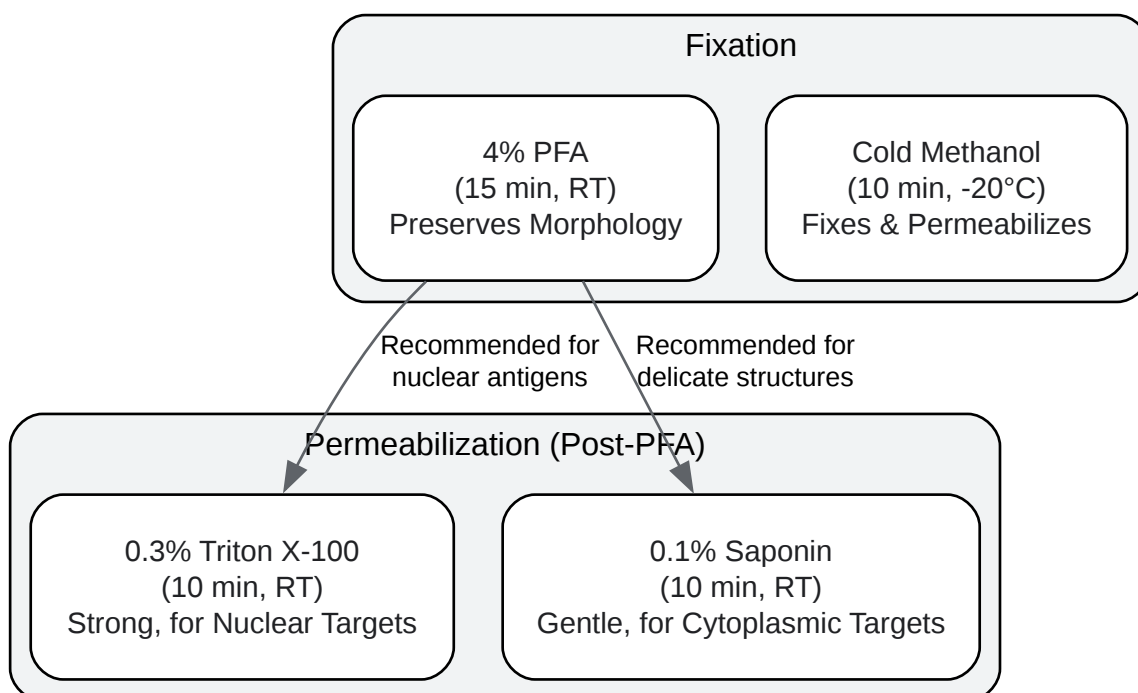 Fixation
4% PFA
(15 min, RT)
Preserves Morphology
Cold Methanol
(10 min, -20°C)
Fixes & Permeabilizes
Recommended for
nuclear antigens
Recommended for
delicate structures
Permeabilization (Post-PFA)
0.3% Triton X-100
(10 min, RT)
Strong, for Nuclear Targets
0.1% Saponin
(10 min, RT)
Gentle, for Cytoplasmic Targets